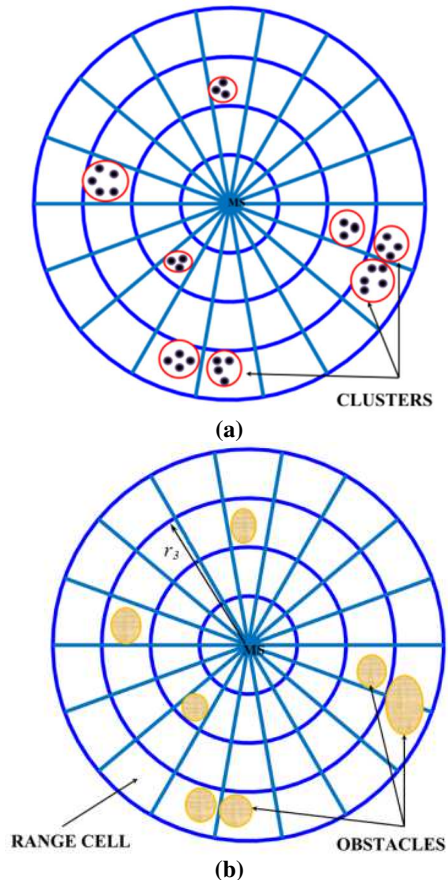 MS
CLUSTERS
(a)
r3
MS
RANGE CELL
OBSTACLES
(b)